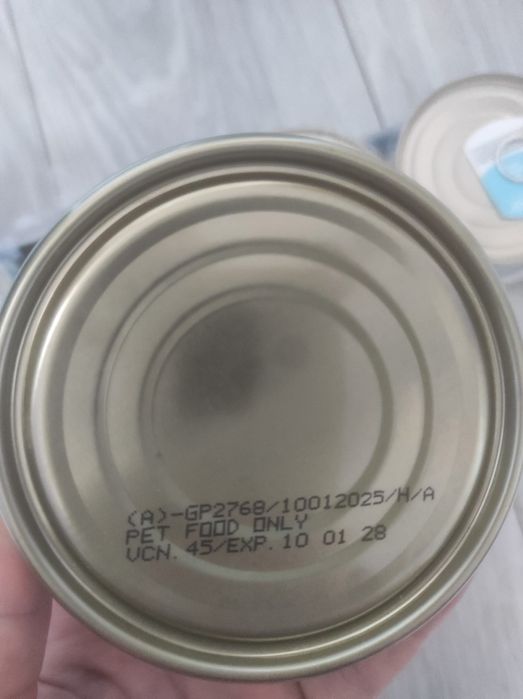 (A)-GP2768/10012025/H/A
PET FOOD ONLY
VCN. 45/EXP. 10 01 28